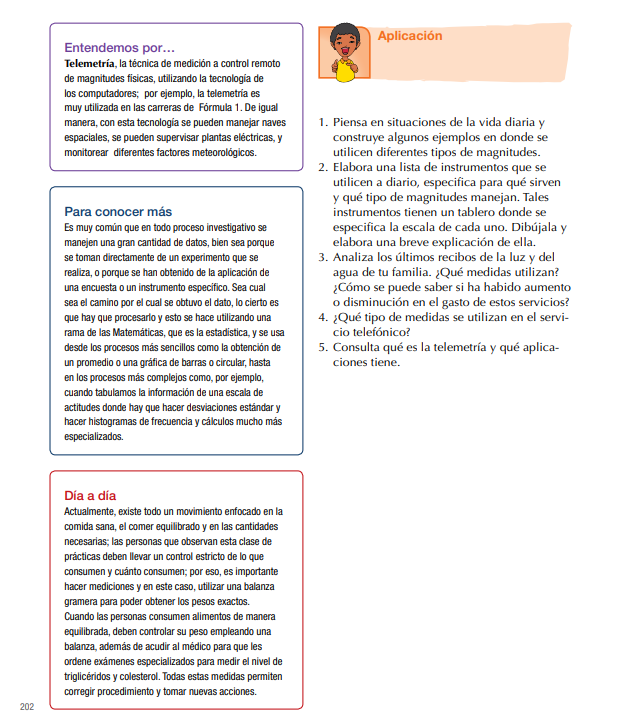 Entendemos por…
Telemetría, la técnica de medición a control remoto
de magnitudes físicas, utilizando la tecnología de
los computadores; por ejemplo, la telemetría es
muy utilizada en las carreras de Fórmula 1. De igual
manera, con esta tecnología se pueden manejar naves
espaciales, se pueden supervisar plantas eléctricas, y
monitorear diferentes factores meteorológicos.
Para conocer más
Es muy común que en todo proceso investigativo se
manejen una gran cantidad de datos, bien sea porque
se toman directamente de un experimento que se
realiza, o porque se han obtenido de la aplicación de
una encuesta o un instrumento específico. Sea cual
sea el camino por el cual se obtuvo el dato, lo cierto es
que hay que procesarlo y esto se hace utilizando una
rama de las Matemáticas, que es la estadística, y se usa
desde los procesos más sencillos como la obtención de
un promedio o una gráfica de barras o circular, hasta
en los procesos más complejos como, por ejemplo,
cuando tabulamos la información de una escala de
actitudes donde hay que hacer desviaciones estándar y
hacer histogramas de frecuencia y cálculos mucho más
especializados.
Día a día
Actualmente, existe todo un movimiento enfocado en la
comida sana, el comer equilibrado y en las cantidades
necesarias; las personas que observan esta clase de
prácticas deben llevar un control estricto de lo que
consumen y cuánto consumen; por eso, es importante
hacer mediciones y en este caso, utilizar una balanza
gramera para poder obtener los pesos exactos.
Cuando las personas consumen alimentos de manera
equilibrada, deben controlar su peso empleando una
balanza, además de acudir al médico para que les
ordene exámenes especializados para medir el nivel de
triglicéridos y colesterol. Todas estas medidas permiten
corregir procedimiento y tomar nuevas acciones.
202
Aplicación
1. Piensa en situaciones de la vida diaria y
construye algunos ejemplos en donde se
utilicen diferentes tipos de magnitudes.
2. Elabora una lista de instrumentos que se
utilicen a diario, especifica para qué sirven
y qué tipo de magnitudes manejan. Tales
instrumentos tienen un tablero donde se
especifica la escala de cada uno. Dibújala y
elabora una breve explicación de ella.
3. Analiza los últimos recibos de la luz y del
agua de tu familia. ¿Qué medidas utilizan?
¿Cómo se puede saber si ha habido aumento
o disminución en el gasto de estos servicios?
4. ¿Qué tipo de medidas se utilizan en el servi-
cio telefónico?
5. Consulta qué es la telemetría y qué aplica-
ciones tiene.